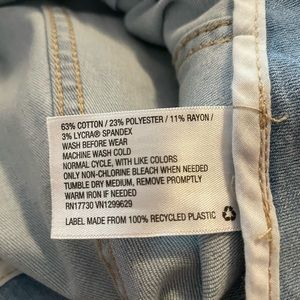 63% COTTON / 23% POLYESTER / 11% RAYON /
3% LYCRA® SPANDEX
WASH BEFORE WEAR
MACHINE WASH COLD
NORMAL CYCLE, WITH LIKE COLORS
ONLY NON-CHLORINE BLEACH WHEN NEEDED
TUMBLE DRY MEDIUM, REMOVE PROMPTLY
WARM IRON IF NEEDED
RN17730 VN1299629
LABEL MADE FROM 100% RECYCLED PLASTIC